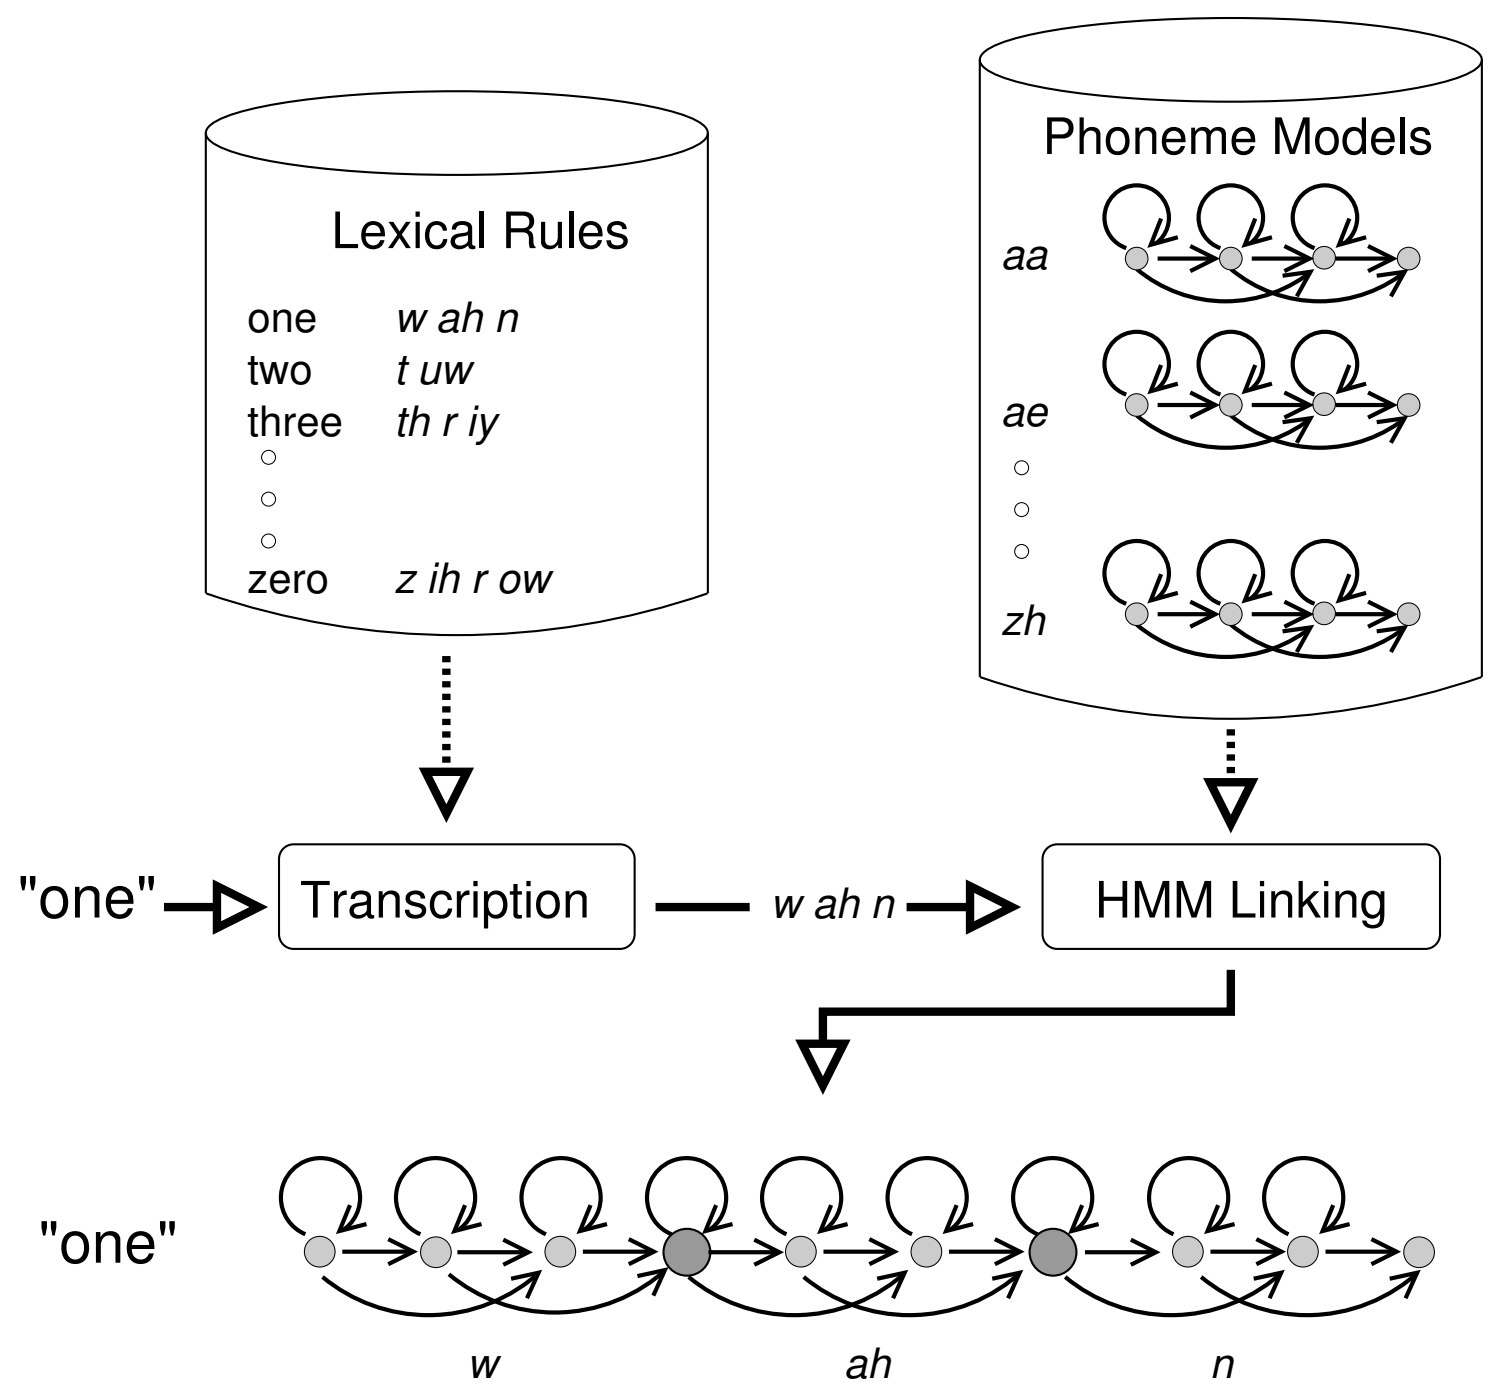 Lexical Rules
one w ah n
two t uw
three th r iy
zero z ih r ow
Phoneme Models
aa
ae
zh
"one" Transcription w ah n HMM Linking
"one"
w ah n